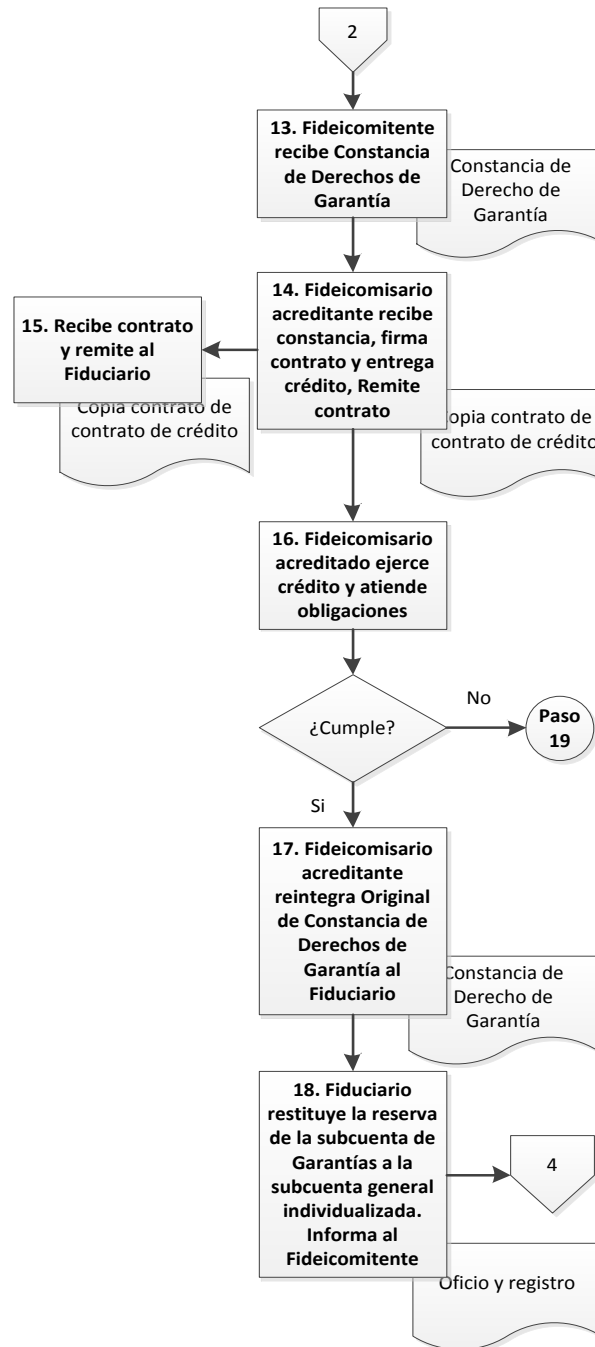 2
13. Fideicomitente
recibe Constancia
de Derechos de
Garantía
Constancia de
Derecho de
Garantía
14. Fideicomisario
acreditante recibe
constancia, firma
contrato y entrega
crédito, Remite
contrato
15. Recibe contrato
y remite al
Fiduciario
Copia contrato de
contrato de crédito
Copia contrato de
contrato de crédito
16. Fideicomisario
acreditado ejerce
crédito y atiende
obligaciones
¿Cumple?
No
Paso
19
Si
17. Fideicomisario
acreditante
reintegra Original
de Constancia de
Derechos de
Garantía al
Fiduciario
Constancia de
Derecho de
Garantía
18. Fiduciario
restituye la reserva
de la subcuenta de
Garantías a la
subcuenta general
individualizada.
Informa al
Fideicomitente
4
Oficio y registro